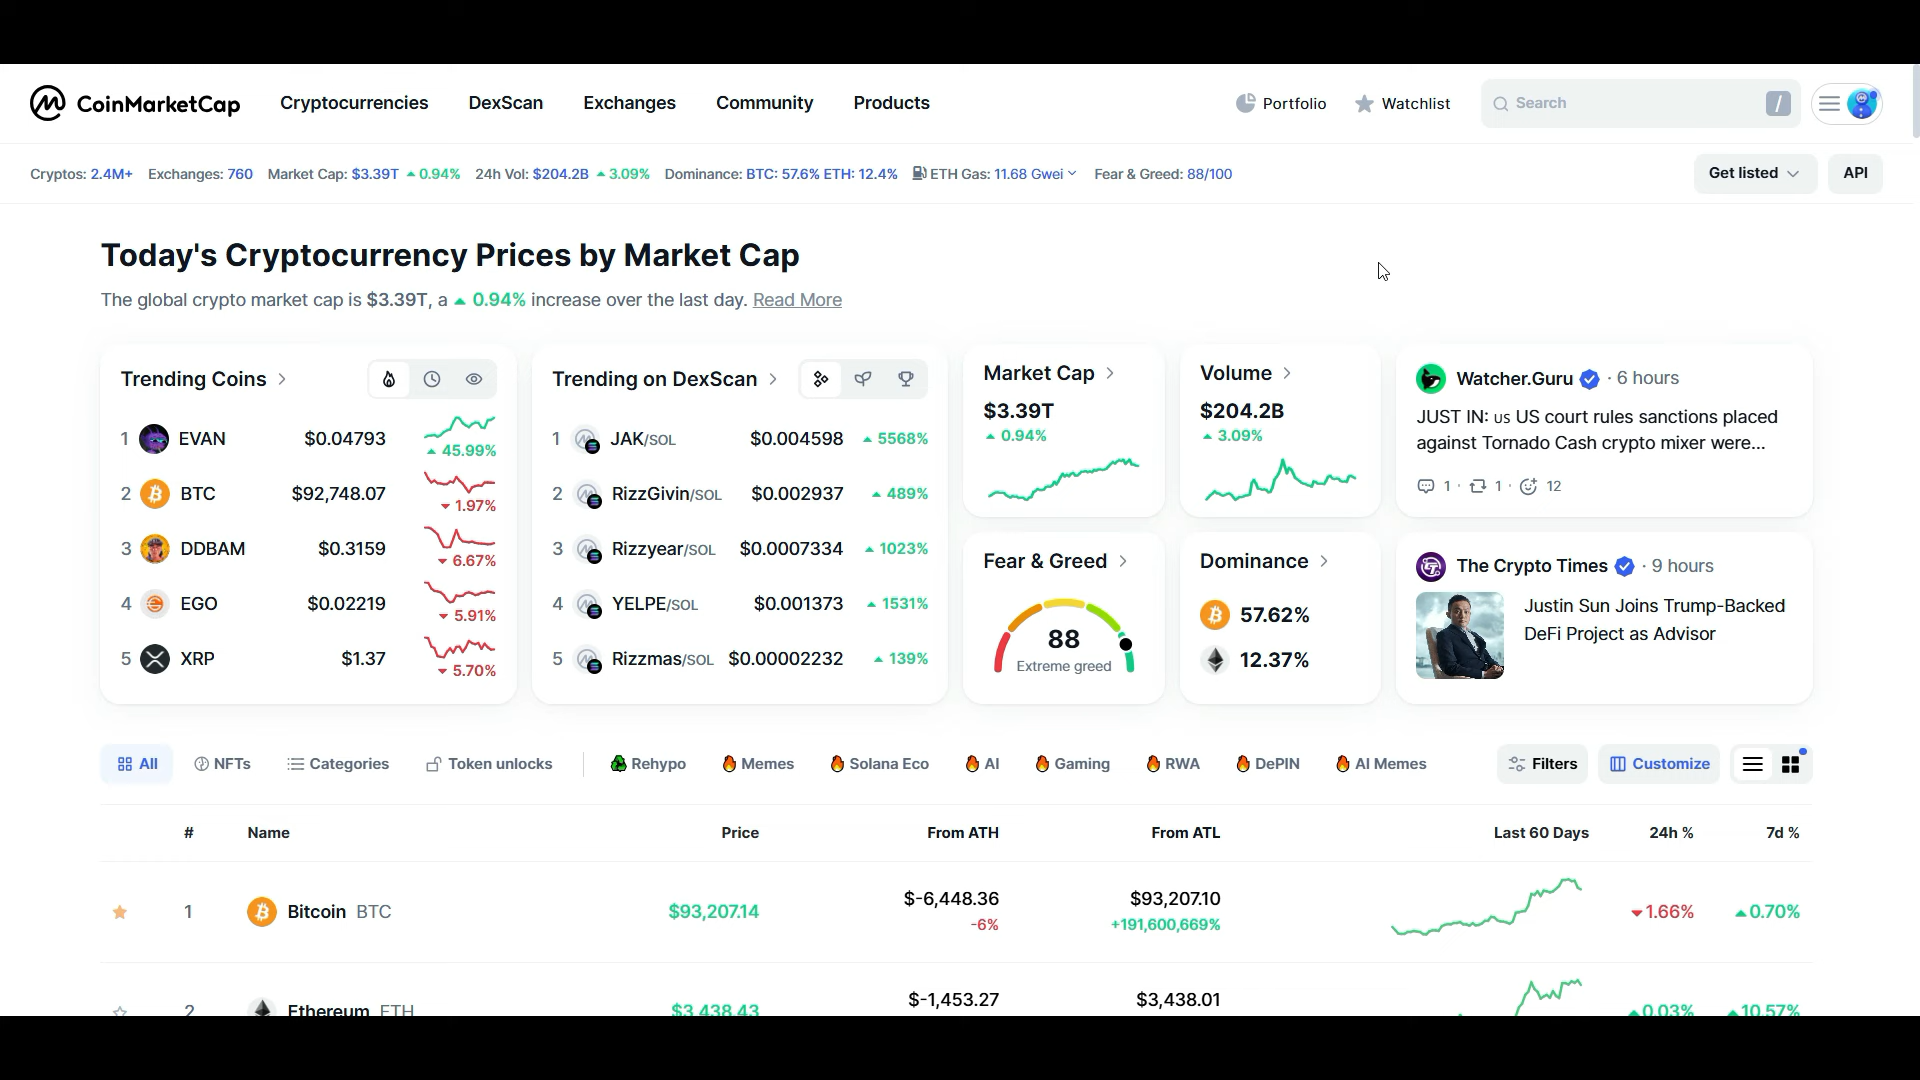 CoinMarketCap Cryptocurrencies DexScan Exchanges Community Products Portfolio Watchlist Search /
Cryptos: 2.4M+ Exchanges: 760 Market Cap: $3.39T 0.94% 24h Vol: $204.2B 3.09% Dominance: BTC: 57.6% ETH: 12.4% ETH Gas: 11.68 Gwei Fear & Greed: 88/100 Get listed API
Today's Cryptocurrency Prices by Market Cap
The global crypto market cap is $3.39T, a 0.94% increase over the last day. Read More
Trending Coins
1 EVAN $0.04793 45.99%
2 BTC $92,748.07 1.97%
3 DDBAM $0.3159 6.67%
4 EGO $0.02219 5.91%
5 XRP $1.37 5.70%
Trending on DexScan
1 JAK/SOL $0.004598 5568%
2 RizzGivin/SOL $0.002937 489%
3 Rizzyear/SOL $0.0007334 1023%
4 YELPE/SOL $0.001373 1531%
5 Rizzmas/SOL $0.00002232 139%
Market Cap
$3.39T
0.94%
Volume
$204.2B
3.09%
Fear & Greed
88
Extreme greed
Dominance
57.62%
12.37%
Watcher.Guru · 6 hours
JUST IN: us US court rules sanctions placed
against Tornado Cash crypto mixer were...
1 · 1 · 12
The Crypto Times · 9 hours
Justin Sun Joins Trump-Backed
DeFi Project as Advisor
All NFTs Categories Token unlocks Rehypo Memes Solana Eco AI Gaming RWA DePIN AI Memes Filters Customize
# Name Price From ATH From ATL Last 60 Days 24h % 7d %
1 Bitcoin BTC $93,207.14 $-6,448.36 $93,207.10 1.66% 0.70%
-6% +191,600,669%
2 Ethereum ETH $3,438.43 $-1,453.27 $3,438.01 0.03% 10.57%